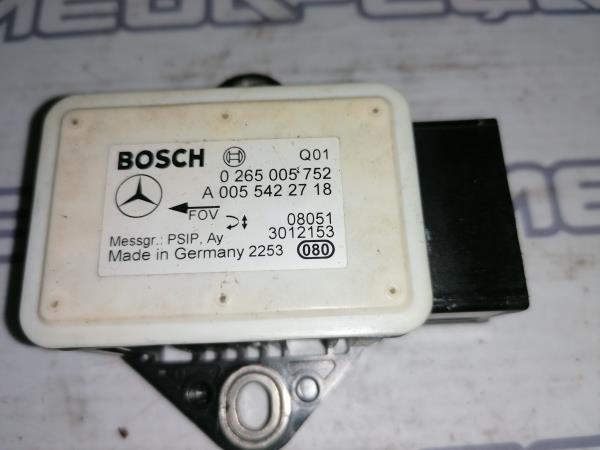 BOSCH
Q01
0 265 005 752
A 005 542 27 18
FOV
08051
Messgr.: PSIP, Ay
3012153
Made in Germany 2253
080